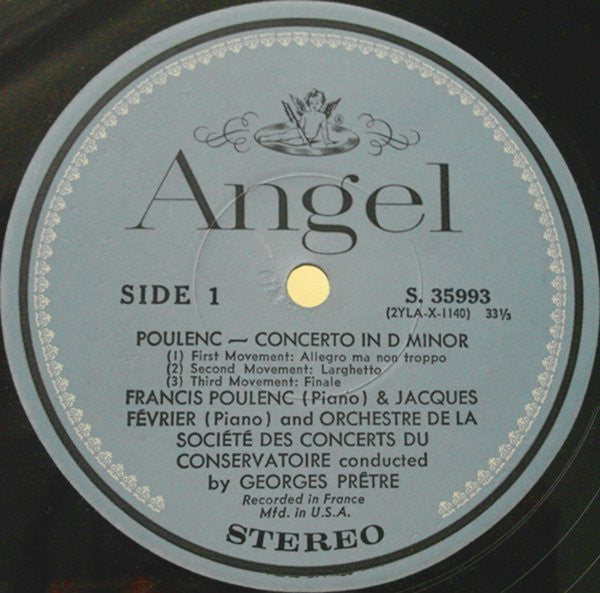 ®
Angel
SIDE 1
S. 35993
(2YLA-X-1140) 33⅓
POULENC — CONCERTO IN D MINOR
(1) First Movement: Allegro ma non troppo
(2) Second Movement: Larghetto
(3) Third Movement: Finale
FRANCIS POULENC (Piano) & JACQUES
FÉVRIER (Piano) and ORCHESTRE DE LA
SOCIÉTÉ DES CONCERTS DU
CONSERVATOIRE conducted
by GEORGES PRÊTRE
Recorded in France
Mfd. in U.S.A.
STEREO